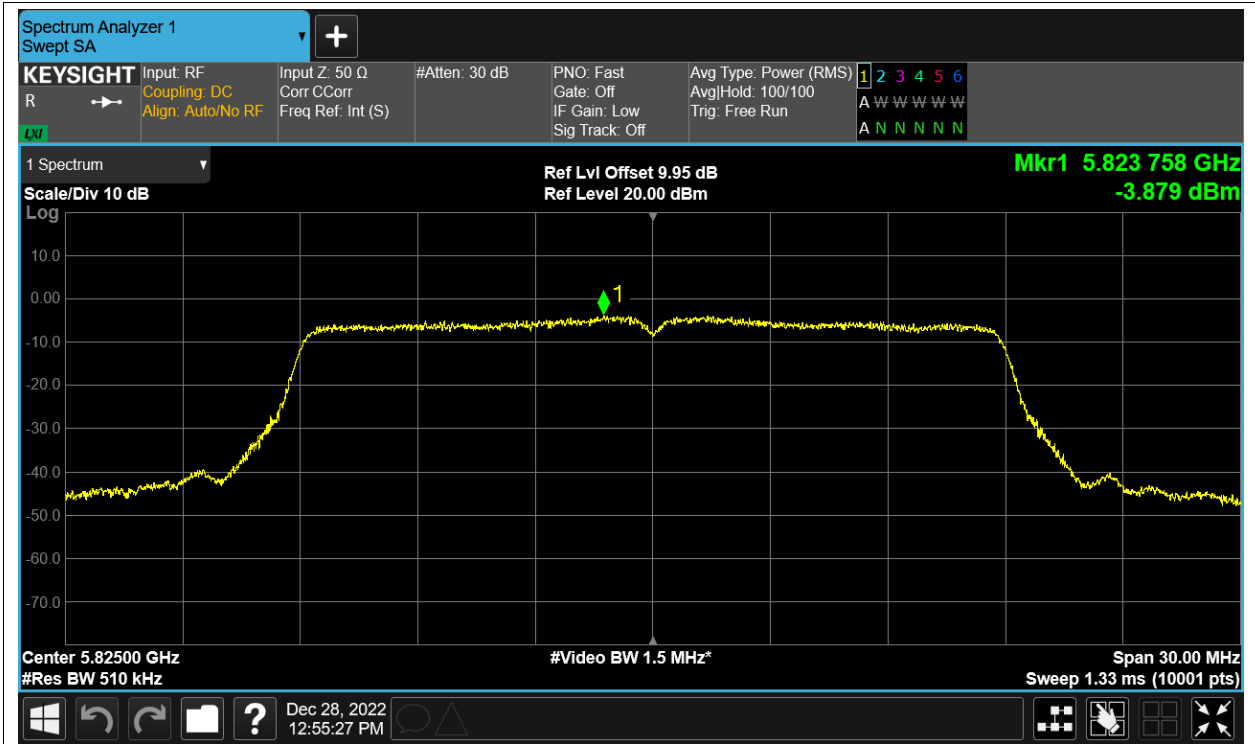 Spectrum Analyzer 1
Swept SA
+
KEYSIGHT
R
LXI
Input: RF
Coupling: DC
Align: Auto/No RF
Input Z: 50 Ω
Corr CCorr
Freq Ref: Int (S)
#Atten: 30 dB
PNO: Fast
Gate: Off
IF Gain: Low
Sig Track: Off
Avg Type: Power (RMS)
Avg|Hold: 100/100
Trig: Free Run
1 2 3 4 5 6
A W W W W W
A N N N N N
1 Spectrum
Scale/Div 10 dB
Log
Ref Lvl Offset 9.95 dB
Ref Level 20.00 dBm
Mkr1 5.823 758 GHz
-3.879 dBm
10.0
0.00
-10.0
-20.0
-30.0
-40.0
-50.0
-60.0
-70.0
1
Center 5.82500 GHz
#Res BW 510 kHz
#Video BW 1.5 MHz*
Span 30.00 MHz
Sweep 1.33 ms (10001 pts)
?
Dec 28, 2022
12:55:27 PM